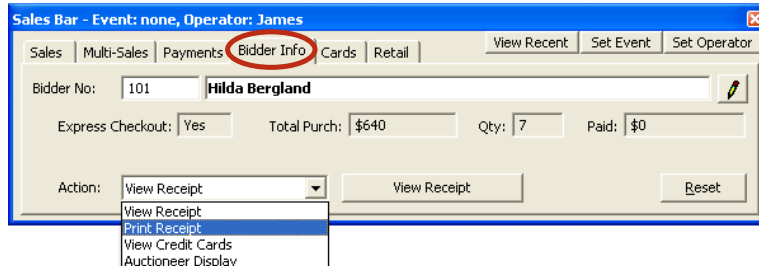 Sales Bar - Event: none, Operator: James
Sales Multi-Sales Payments Bidder Info Cards Retail View Recent Set Event Set Operator
Bidder No: 101 Hilda Bergland
Express Checkout: Yes Total Purch: $640 Qty: 7 Paid: $0
Action: View Receipt View Receipt Reset
View Receipt
Print Receipt
View Credit Cards
Auctioneer Display